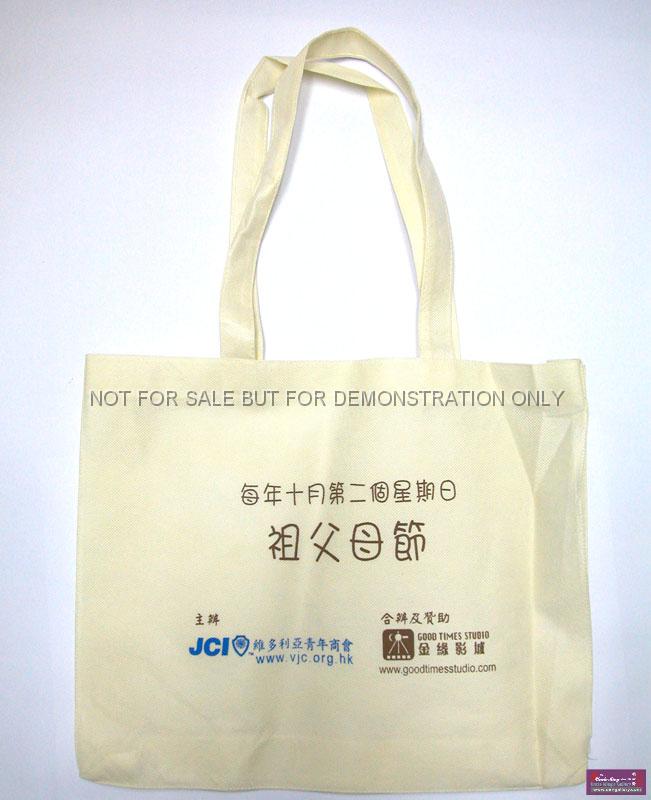 NOT FOR SALE BUT FOR DEMONSTRATION ONLY
每年十月第二個星期日
祖父母節
主辦
JCI 維多利亞青年商會
www.vjc.org.hk
合辦及贊助
GOOD TIMES STUDIO
金緣影城
www.goodtimesstudio.com